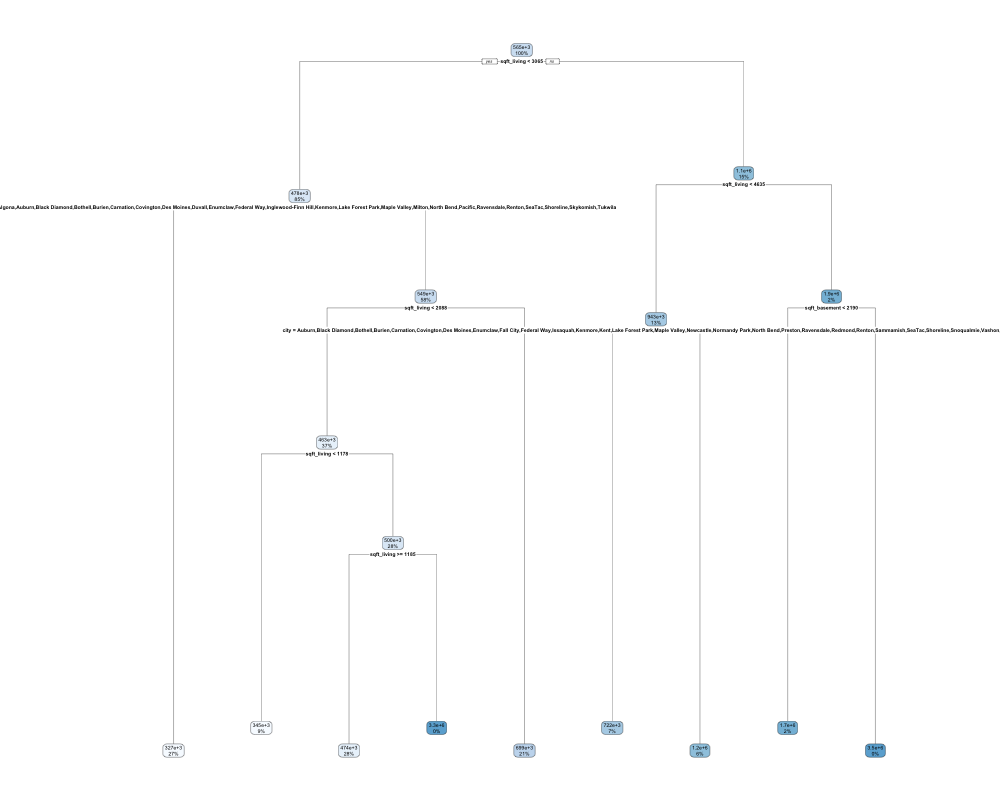 565e+3
100%
yes sqft_living < 3065 no
1.1e+6
15%
sqft_living < 4635
478e+3
85%
Algona,Auburn,Black Diamond,Bothell,Burien,Carnation,Covington,Des Moines,Duvall,Enumclaw,Federal Way,Inglewood-Finn Hill,Kenmore,Lake Forest Park,Maple Valley,Milton,North Bend,Pacific,Ravensdale,Renton,SeaTac,Shoreline,Skykomish,Tukwila
549e+3
58%
sqft_living < 2088
1.9e+6
2%
sqft_basement < 2190
943e+3
13%
city = Auburn,Black Diamond,Bothell,Burien,Carnation,Covington,Des Moines,Enumclaw,Fall City,Federal Way,Issaquah,Kenmore,Kent,Lake Forest Park,Maple Valley,Newcastle,Normandy Park,North Bend,Preston,Ravensdale,Redmond,Renton,Sammamish,SeaTac,Shoreline,Snoqualmie,Vashon
463e+3
37%
sqft_living < 1178
500e+3
28%
sqft_living >= 1185
345e+3
9%
3.3e+6
0%
722e+3
7%
1.7e+6
2%
327e+3
27%
474e+3
28%
699e+3
21%
1.2e+6
6%
3.5e+6
0%